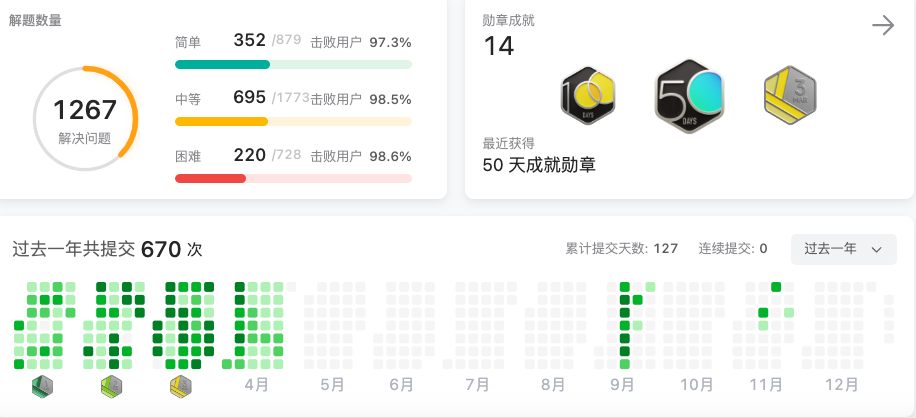 解题数量
简单 352 /879 击败用户 97.3%
1267
解决问题
中等 695 /1773 击败用户 98.5%
困难 220 /728 击败用户 98.6%
勋章成就
14
100 DAYS
50 DAYS
3 MAR
最近获得
50 天成就勋章
过去一年共提交 670 次
累计提交天数: 127 连续提交: 0 过去一年
4月 5月 6月 7月 8月 9月 10月 11月 12月